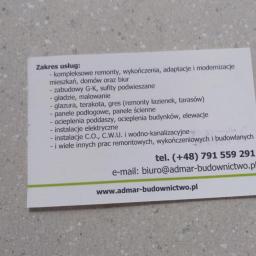 Zakres usług:
- kompleksowe remonty, wykończenia, adaptacje i modernizacje
mieszkań, domów oraz biur
- zabudowy G-K, sufity podwieszane
- gładzie, malowanie
- glazura, terakota, gres (remonty łazienek, tarasów)
- panele podłogowe, panele ścienne
- ocieplenia poddaszy, ocieplenia budynków, elewacje
- instalacje elektryczne
- instalacje C.O., C.W.U. i wodno-kanalizacyjne
- i wiele innych prac remontowych, wykończeniowych i budowlanych
tel. (+48) 791 559 291
e-mail: biuro@admar-budownictwo.pl
www.admar-budownictwo.pl